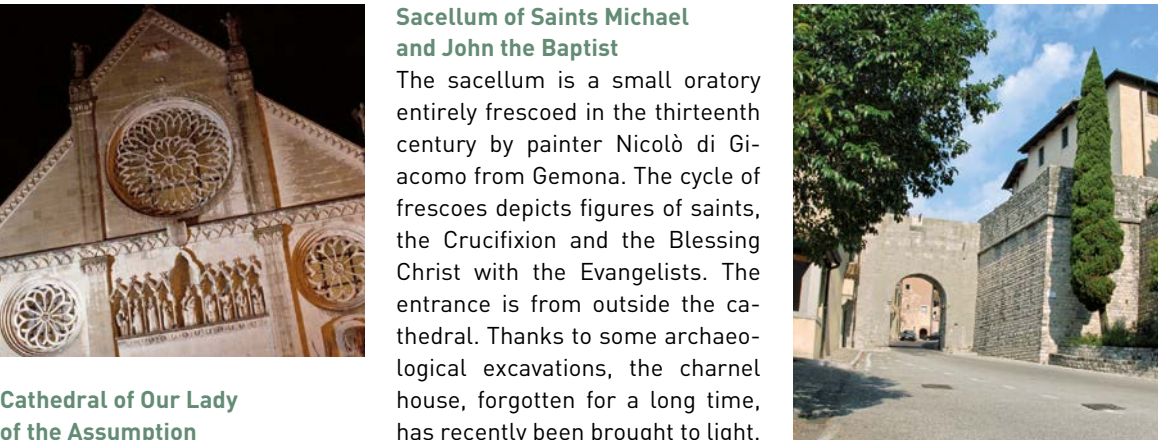 Sacellum of Saints Michael
and John the Baptist
The sacellum is a small oratory
entirely frescoed in the thirteenth
century by painter Nicolò di Gi-
acomo from Gemona. The cycle of
frescoes depicts figures of saints,
the Crucifixion and the Blessing
Christ with the Evangelists. The
entrance is from outside the ca-
thedral. Thanks to some archaeo-
logical excavations, the charnel
house, forgotten for a long time,
has recently been brought to light.
Cathedral of Our Lady
of the Assumption